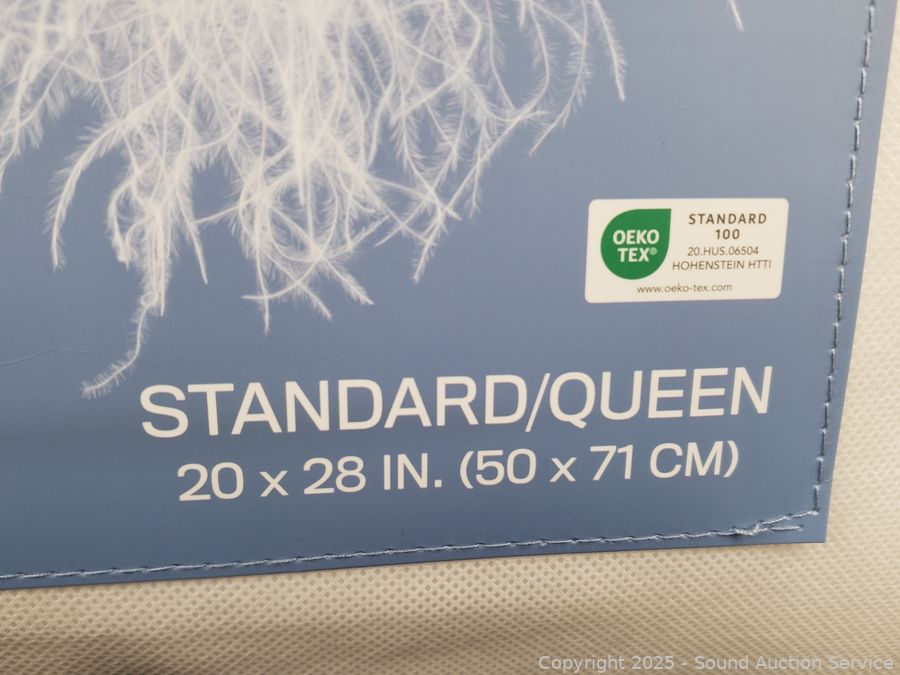 OEKO
TEX®
STANDARD
100
20.HUS.06504
HOHENSTEIN HTTI
www.oeko-tex.com
STANDARD/QUEEN
20 x 28 IN. (50 x 71 CM)
Copyright 2025 - Sound Auction Service